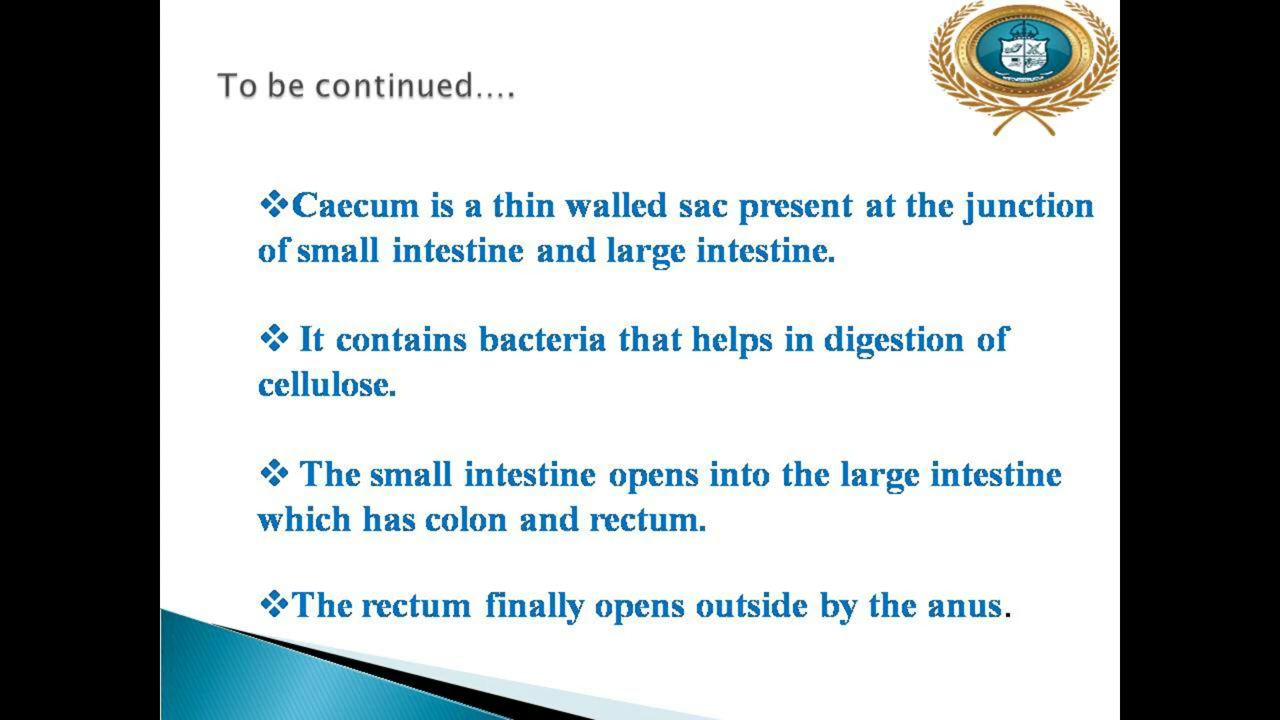 To be continued....
❖Caecum is a thin walled sac present at the junction
of small intestine and large intestine.
❖ It contains bacteria that helps in digestion of
cellulose.
❖ The small intestine opens into the large intestine
which has colon and rectum.
❖The rectum finally opens outside by the anus.